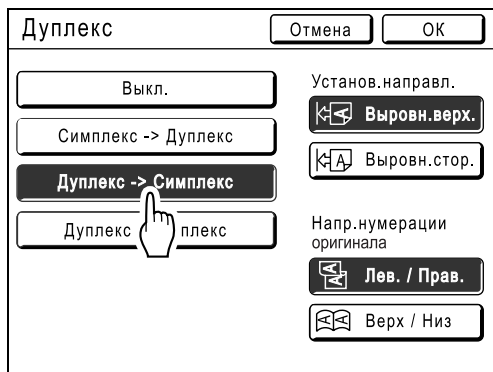 Дуплекс
Отмена
ОК
Выкл.
Симплекс -> Дуплекс
Дуплекс -> Симплекс
Дуплекс плекс
Установ.направл.
Выровн.верх.
Выровн.стор.
Напр.нумерации
оригинала
Лев. / Прав.
Верх / Низ